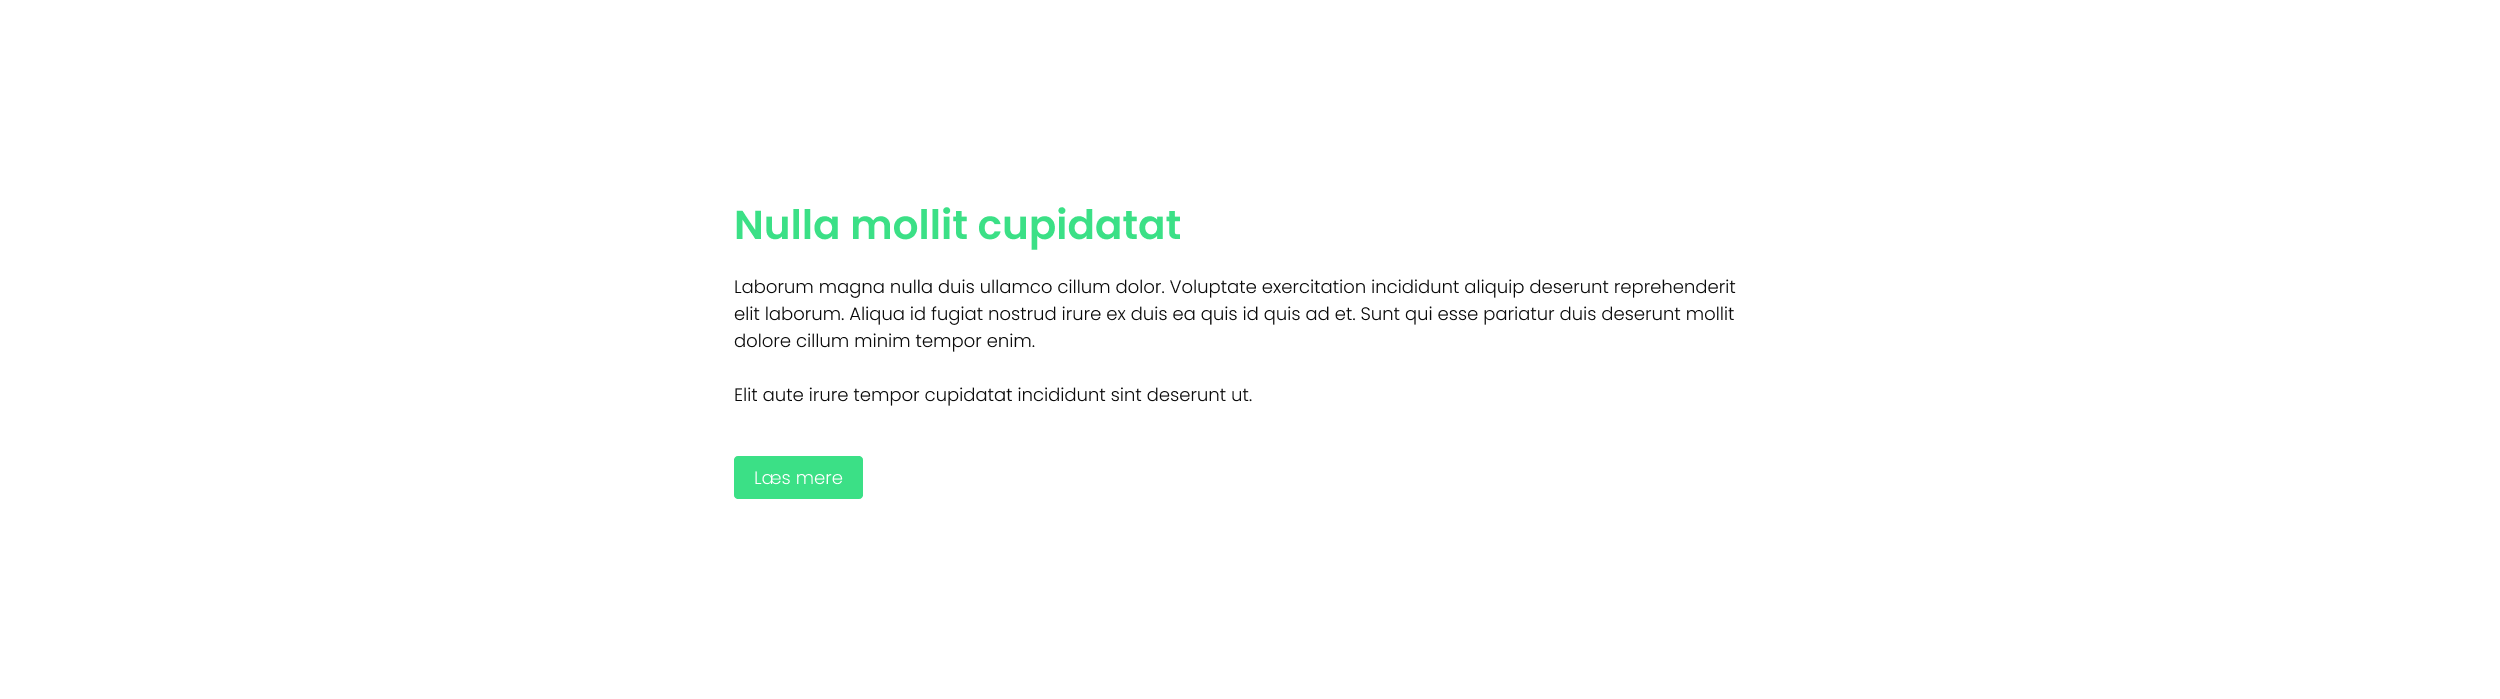 Nulla mollit cupidatat
Laborum magna nulla duis ullamco cillum dolor. Voluptate exercitation incididunt aliquip deserunt reprehenderit
elit laborum. Aliqua id fugiat nostrud irure ex duis ea quis id quis ad et. Sunt qui esse pariatur duis deserunt mollit
dolore cillum minim tempor enim.
Elit aute irure tempor cupidatat incididunt sint deserunt ut.
Læs mere